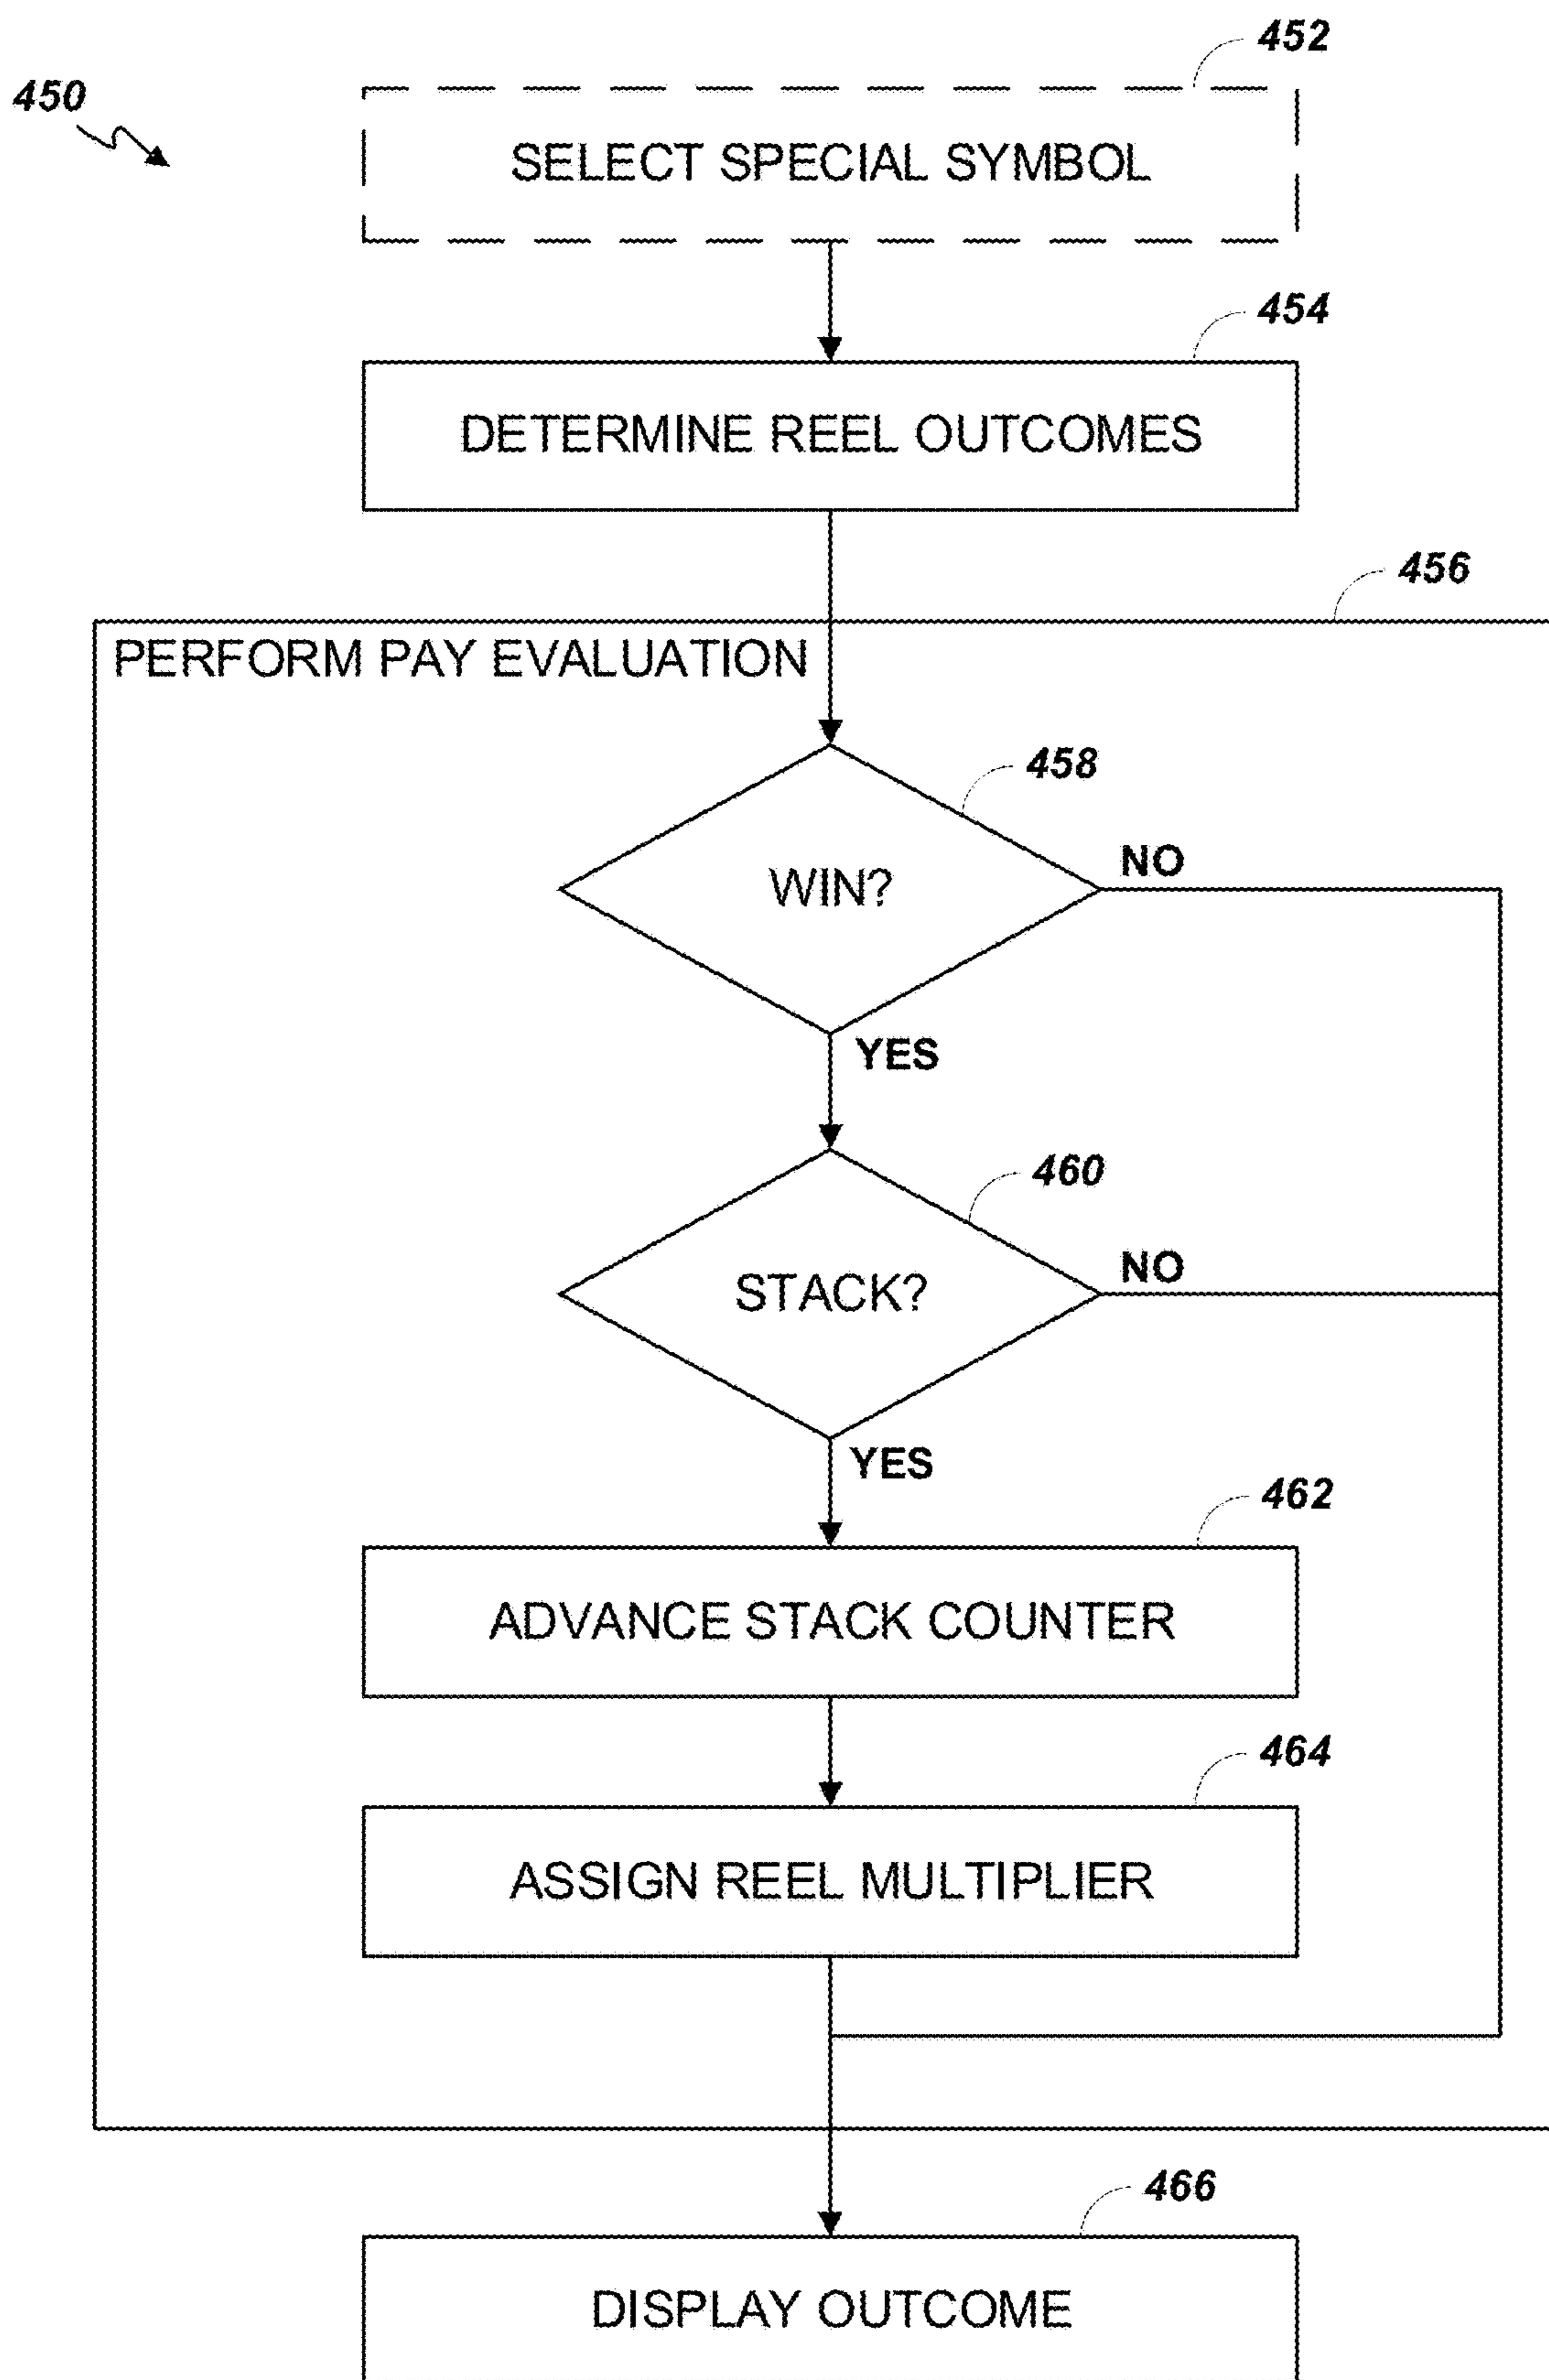 452
450
SELECT SPECIAL SYMBOL
454
DETERMINE REEL OUTCOMES
456
PERFORM PAY EVALUATION
458
WIN?
NO
YES
460
STACK?
NO
YES
462
ADVANCE STACK COUNTER
464
ASSIGN REEL MULTIPLIER
466
DISPLAY OUTCOME